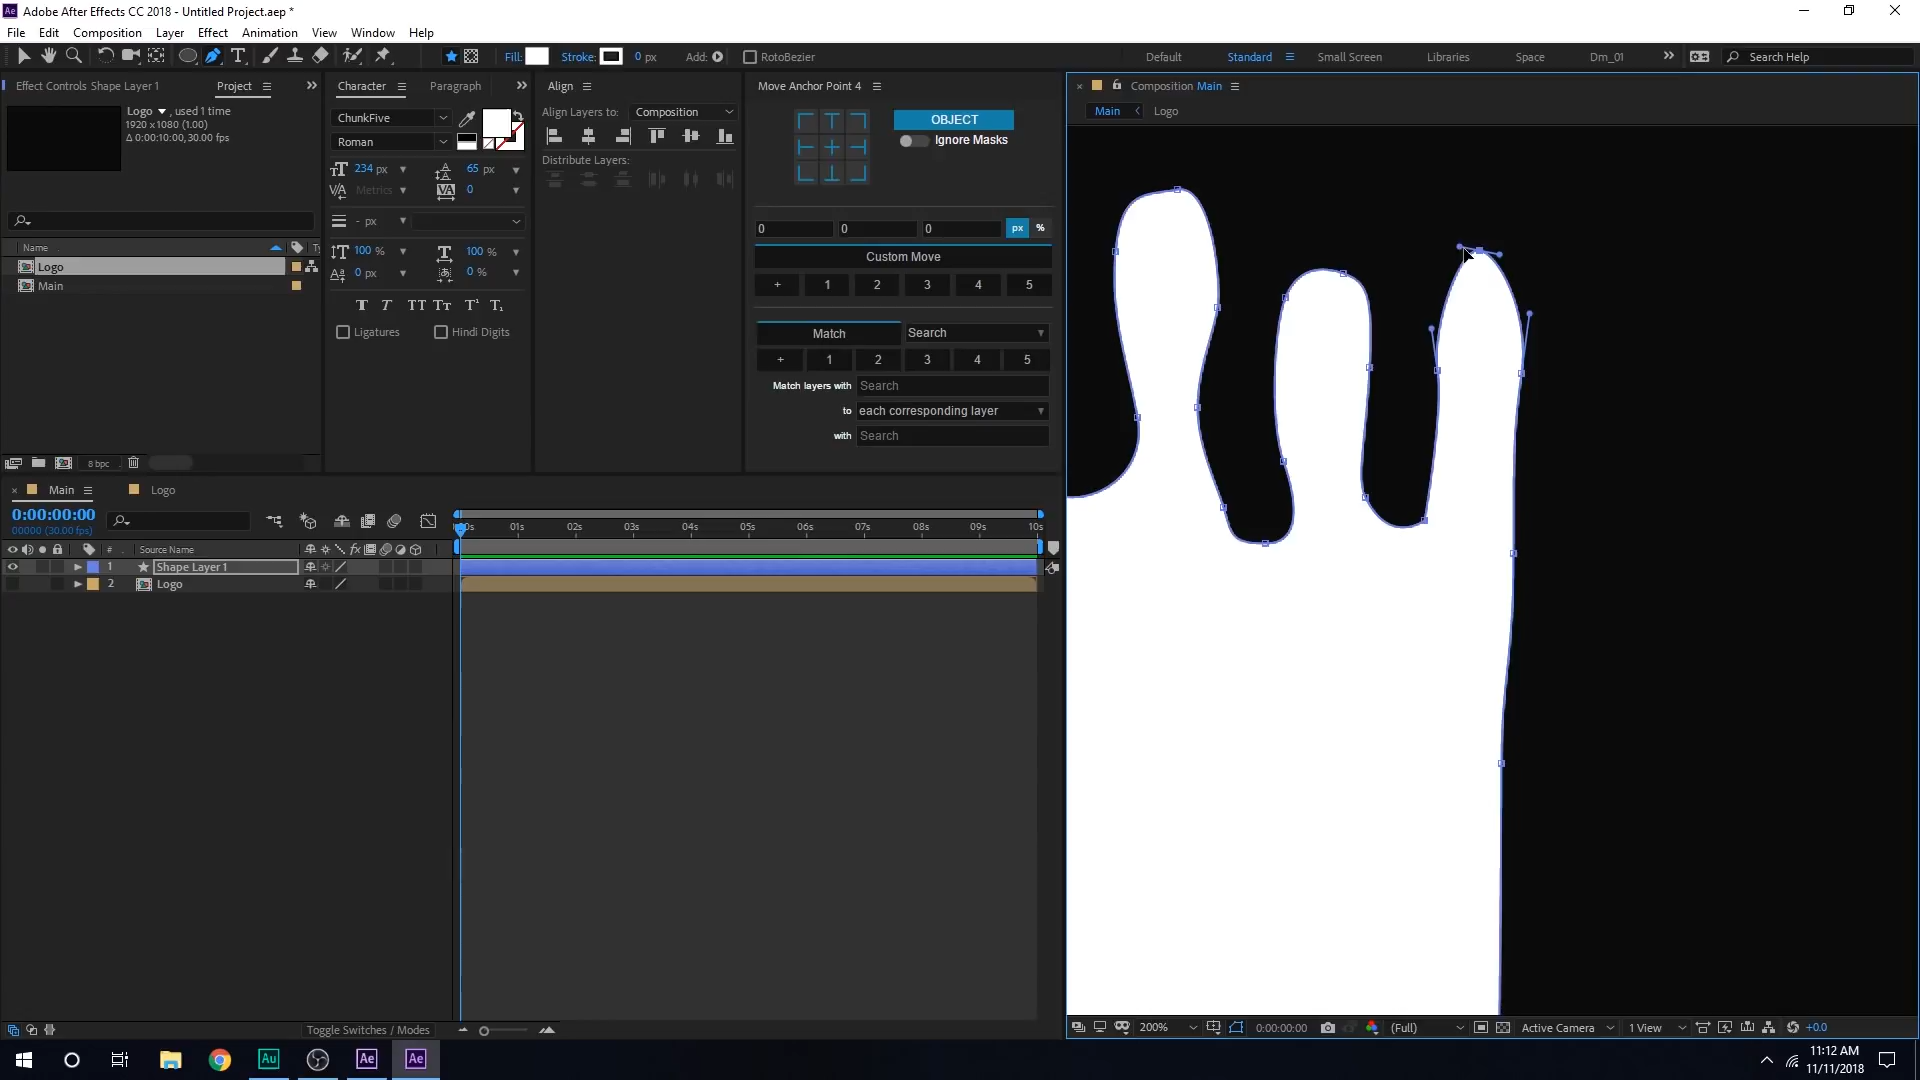 Adobe After Effects CC 2018 - Untitled Project.aep *
File Edit Composition Layer Effect Animation View Window Help
Fill: Stroke: 0 px Add: RotoBezier Default Standard Small Screen Libraries Space Dm_01 Search Help
Effect Controls Shape Layer 1 Project Character Paragraph Align Move Anchor Point 4 Composition Main
Logo , used 1 time
1920 x1080 (1.00)
Δ 0:00:10:00, 30.00 fps
Name
Logo
Main
8 bpc
ChunkFive
Roman
234 px 65 px
Metrics 0
- px
100 % 100 %
0 px 0 %
T T TT Tt T¹ T₁
Ligatures Hindi Digits
Align Layers to: Composition
Distribute Layers:
OBJECT
Ignore Masks
0 0 0 px %
Custom Move
+ 1 2 3 4 5
Match Search
+ 1 2 3 4 5
Match layers with Search
to each corresponding layer
with Search
Main Logo
Main Logo
0:00:00:00
00000 (30.00 fps)
01s 02s 03s 04s 05s 06s 07s 08s 09s 10s
# Source Name
1 Shape Layer 1
2 Logo
Toggle Switches / Modes
200% 0:00:00:00 (Full) Active Camera 1 View +0.0
Au Ae Ae
11:12 AM
11/11/2018